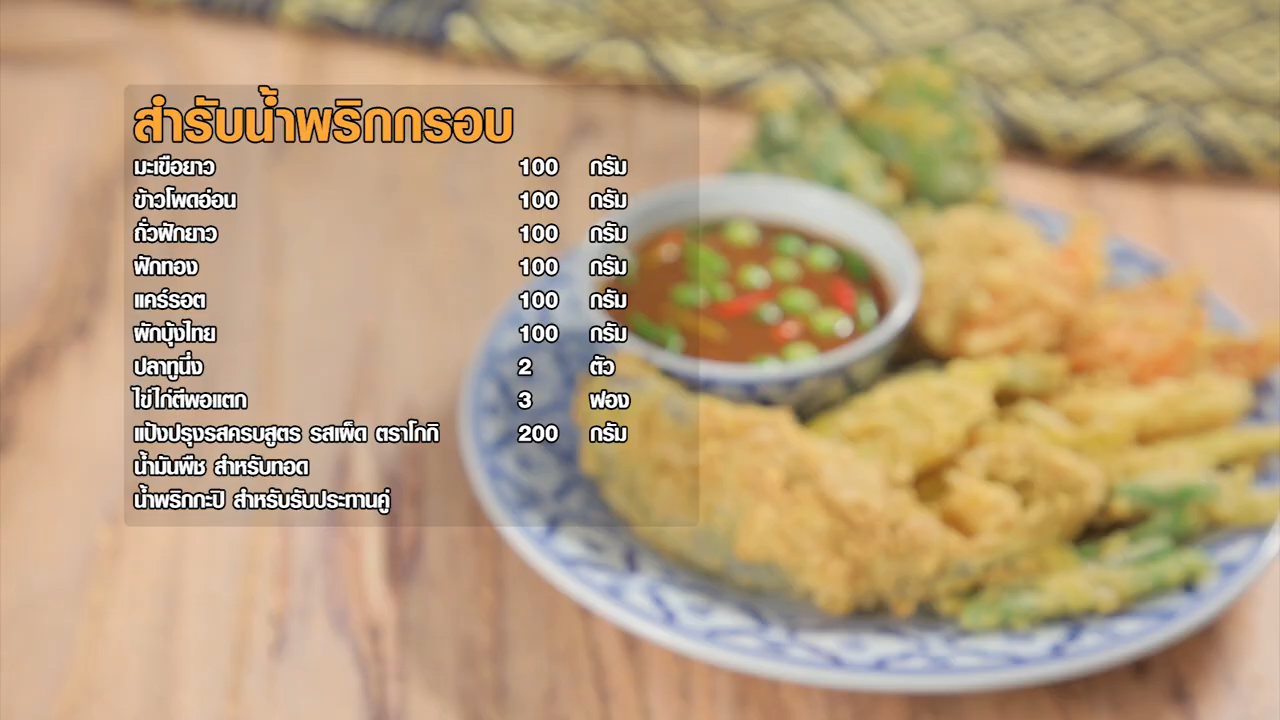 สำรับน้ำพริกกรอบ
มะเขือยาว 100 กรัม
ข้าวโพดอ่อน 100 กรัม
ถั่วฝักยาว 100 กรัม
ฟักทอง 100 กรัม
แคร์รอต 100 กรัม
ผักบุ้งไทย 100 กรัม
ปลาทูนึ่ง 2 ตัว
ไข่ไก่ตีพอแตก 3 ฟอง
แป้งปรุงรสครบสูตร รสเผ็ด ตราโกกิ 200 กรัม
น้ำมันพืช สำหรับทอด
น้ำพริกกะปิ สำหรับรับประทานคู่